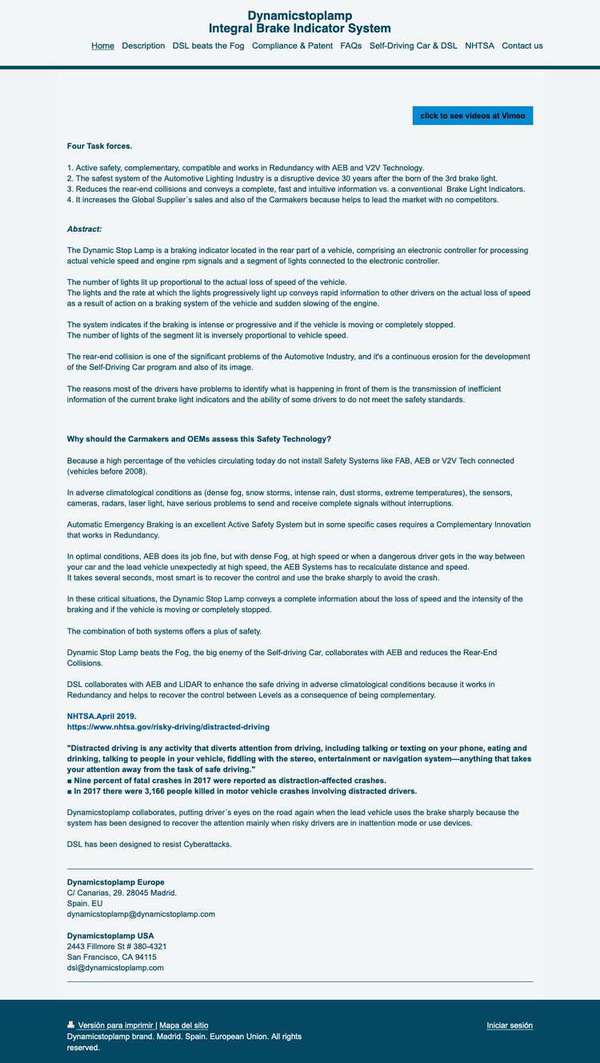 Dynamicstoplamp
Integral Brake Indicator System
Home Description DSL beats the Fog Compliance & Patent FAQs Self-Driving Car & DSL NHTSA Contact us
click to see videos at Vimeo
Four Task forces.
1. Active safety, complementary, compatible and works in Redundancy with AEB and V2V Technology.
2. The safest system of the Automotive Lighting Industry is a disruptive device 30 years after the born of the 3rd brake light.
3. Reduces the rear-end collisions and conveys a complete, fast and intuitive information vs. a conventional Brake Light Indicators.
4. It increases the Global Supplier´s sales and also of the Carmakers because helps to lead the market with no competitors.
Abstract:
The Dynamic Stop Lamp is a braking indicator located in the rear part of a vehicle, comprising an electronic controller for processing
actual vehicle speed and engine rpm signals and a segment of lights connected to the electronic controller.
The number of lights lit up proportional to the actual loss of speed of the vehicle.
The lights and the rate at which the lights progressively light up conveys rapid information to other drivers on the actual loss of speed
as a result of action on a braking system of the vehicle and sudden slowing of the engine.
The system indicates if the braking is intense or progressive and if the vehicle is moving or completely stopped.
The number of lights of the segment lit is inversely proportional to vehicle speed.
The rear-end collision is one of the significant problems of the Automotive Industry, and it's a continuous erosion for the development
of the Self-Driving Car program and also of its image.
The reasons most of the drivers have problems to identify what is happening in front of them is the transmission of inefficient
information of the current brake light indicators and the ability of some drivers to do not meet the safety standards.
Why should the Carmakers and OEMs assess this Safety Technology?
Because a high percentage of the vehicles circulating today do not install Safety Systems like FAB, AEB or V2V Tech connected
(vehicles before 2008).
In adverse climatological conditions as (dense fog, snow storms, intense rain, dust storms, extreme temperatures), the sensors,
cameras, radars, laser light, have serious problems to send and receive complete signals without interruptions.
Automatic Emergency Braking is an excellent Active Safety System but in some specific cases requires a Complementary Innovation
that works in Redundancy.
In optimal conditions, AEB does its job fine, but with dense Fog, at high speed or when a dangerous driver gets in the way between
your car and the lead vehicle unexpectedly at high speed, the AEB Systems has to recalculate distance and speed.
It takes several seconds, most smart is to recover the control and use the brake sharply to avoid the crash.
In these critical situations, the Dynamic Stop Lamp conveys a complete information about the loss of speed and the intensity of the
braking and if the vehicle is moving or completely stopped.
The combination of both systems offers a plus of safety.
Dynamic Stop Lamp beats the Fog, the big enemy of the Self-driving Car, collaborates with AEB and reduces the Rear-End
Collisions.
DSL collaborates with AEB and LIDAR to enhance the safe driving in adverse climatological conditions because it works in
Redundancy and helps to recover the control between Levels as a consequence of being complementary.
NHTSA.April 2019.
https://www.nhtsa.gov/risky-driving/distracted-driving
"Distracted driving is any activity that diverts attention from driving, including talking or texting on your phone, eating and
drinking, talking to people in your vehicle, fiddling with the stereo, entertainment or navigation system—anything that takes
your attention away from the task of safe driving."
■ Nine percent of fatal crashes in 2017 were reported as distraction-affected crashes.
■ In 2017 there were 3,166 people killed in motor vehicle crashes involving distracted drivers.
Dynamicstoplamp collaborates, putting driver´s eyes on the road again when the lead vehicle uses the brake sharply because the
system has been designed to recover the attention mainly when risky drivers are in inattention mode or use devices.
DSL has been designed to resist Cyberattacks.
Dynamicstoplamp Europe
C/ Canarias, 29. 28045 Madrid.
Spain. EU
dynamicstoplamp@dynamicstoplamp.com
Dynamicstoplamp USA
2443 Fillmore St # 380-4321
San Francisco, CA 94115
dsl@dynamicstoplamp.com
Versión para imprimir | Mapa del sitio
Iniciar sesión
Dynamicstoplamp brand. Madrid. Spain. European Union. All rights
reserved.